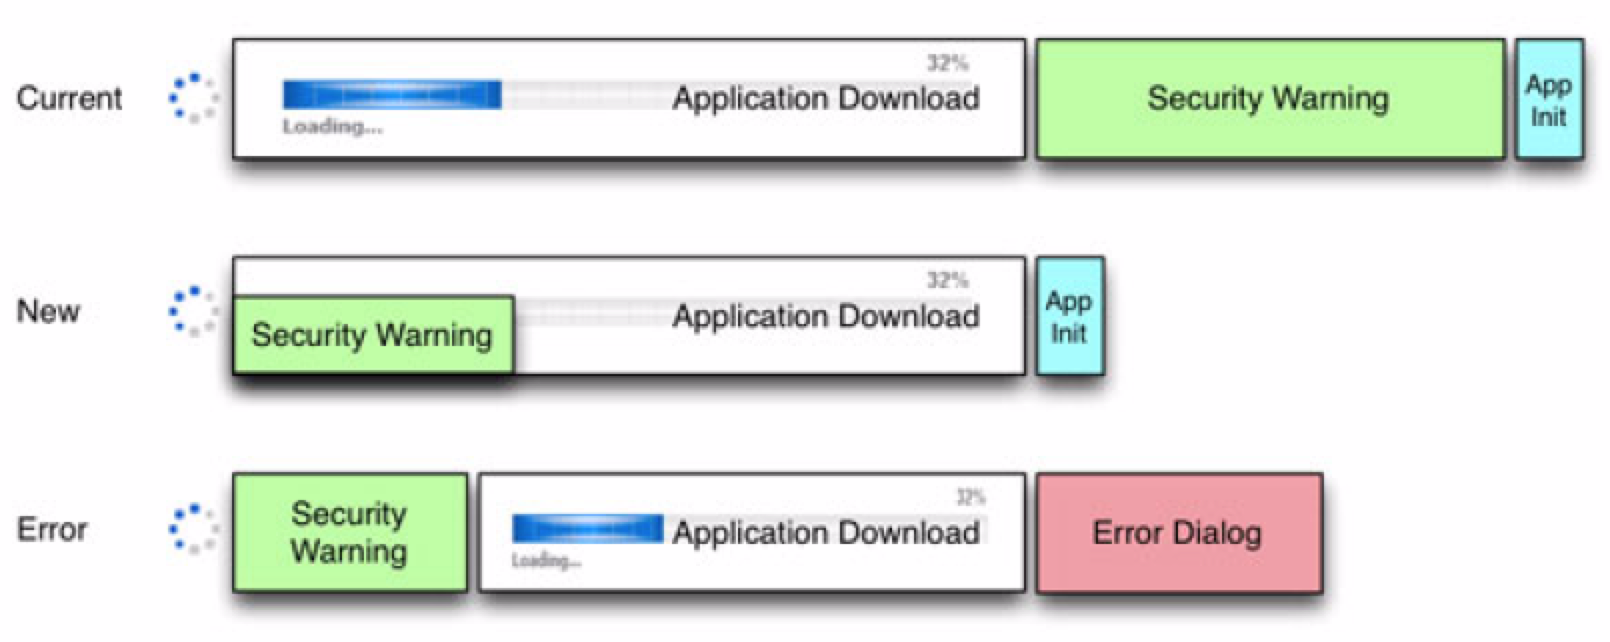 Current
32%
Application Download
Loading...
Security Warning
App
Init
New
32%
Application Download
Security Warning
App
Init
Error
Security
Warning
32%
Application Download
Loading...
Error Dialog